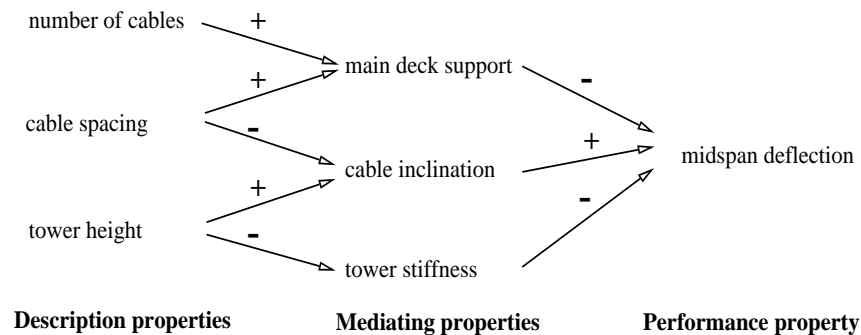 number of cables
+
main deck support
-
+
cable spacing
-
+
midspan deflection
cable inclination
+
-
tower height
-
tower stiffness
Description properties Mediating properties Performance property